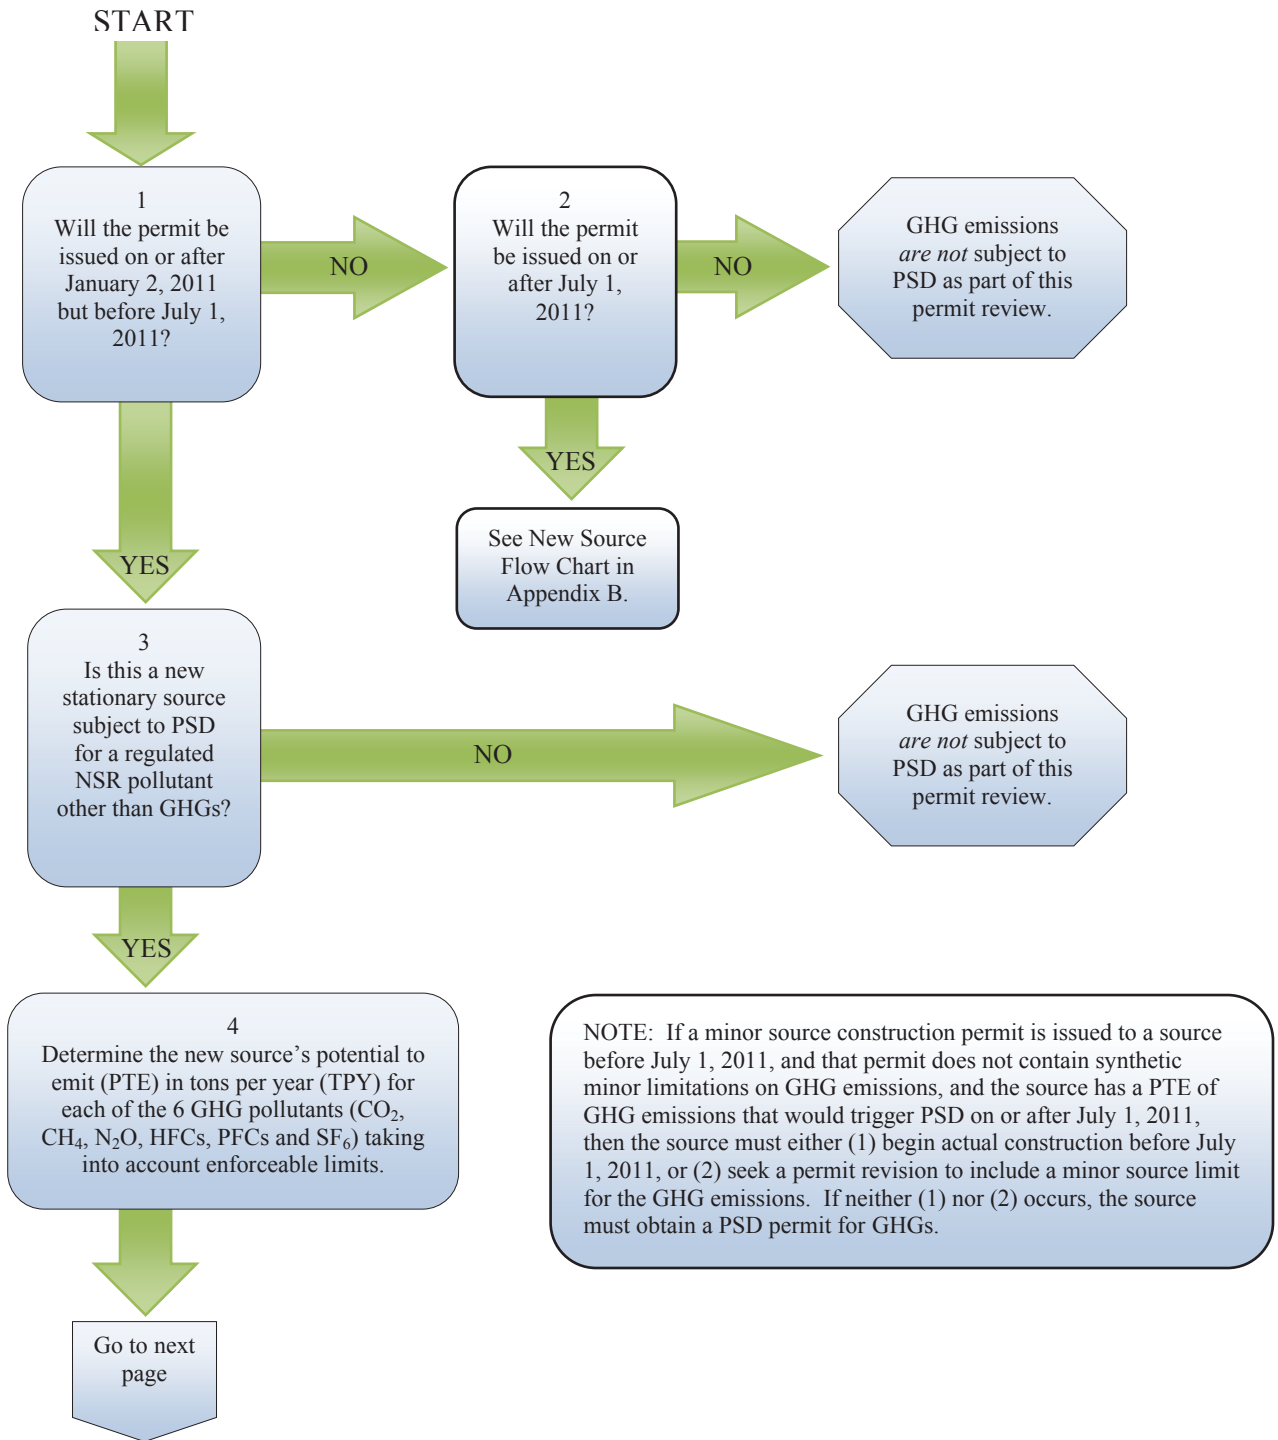 START
1
Will the permit be
issued on or after
January 2, 2011
but before July 1,
2011?
NO
2
Will the permit
be issued on or
after July 1,
2011?
NO
GHG emissions
are not subject to
PSD as part of this
permit review.
YES
See New Source
Flow Chart in
Appendix B.
YES
3
Is this a new
stationary source
subject to PSD
for a regulated
NSR pollutant
other than GHGs?
NO
GHG emissions
are not subject to
PSD as part of this
permit review.
YES
4
Determine the new source’s potential to
emit (PTE) in tons per year (TPY) for
each of the 6 GHG pollutants (CO₂,
CH₄, N₂O, HFCs, PFCs and SF₆) taking
into account enforceable limits.
NOTE: If a minor source construction permit is issued to a source
before July 1, 2011, and that permit does not contain synthetic
minor limitations on GHG emissions, and the source has a PTE of
GHG emissions that would trigger PSD on or after July 1, 2011,
then the source must either (1) begin actual construction before July
1, 2011, or (2) seek a permit revision to include a minor source limit
for the GHG emissions. If neither (1) nor (2) occurs, the source
must obtain a PSD permit for GHGs.
Go to next
page